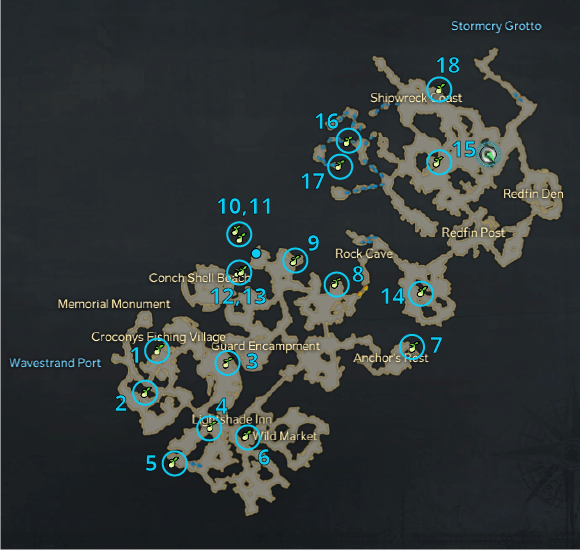 Stormcry Grotto
18
Shipwreck Coast
16
15
17
Redfin Den
10,11
Redfin Post
9
Rock Cave
Conch Shell Beach
8
12,13
14
Memorial Monument
Croconys Fishing Village
Guard Encampment
7
1
Wavestrand Port
3
Anchor's Rest
2
4
Lightshade Inn
Wild Market
5
6